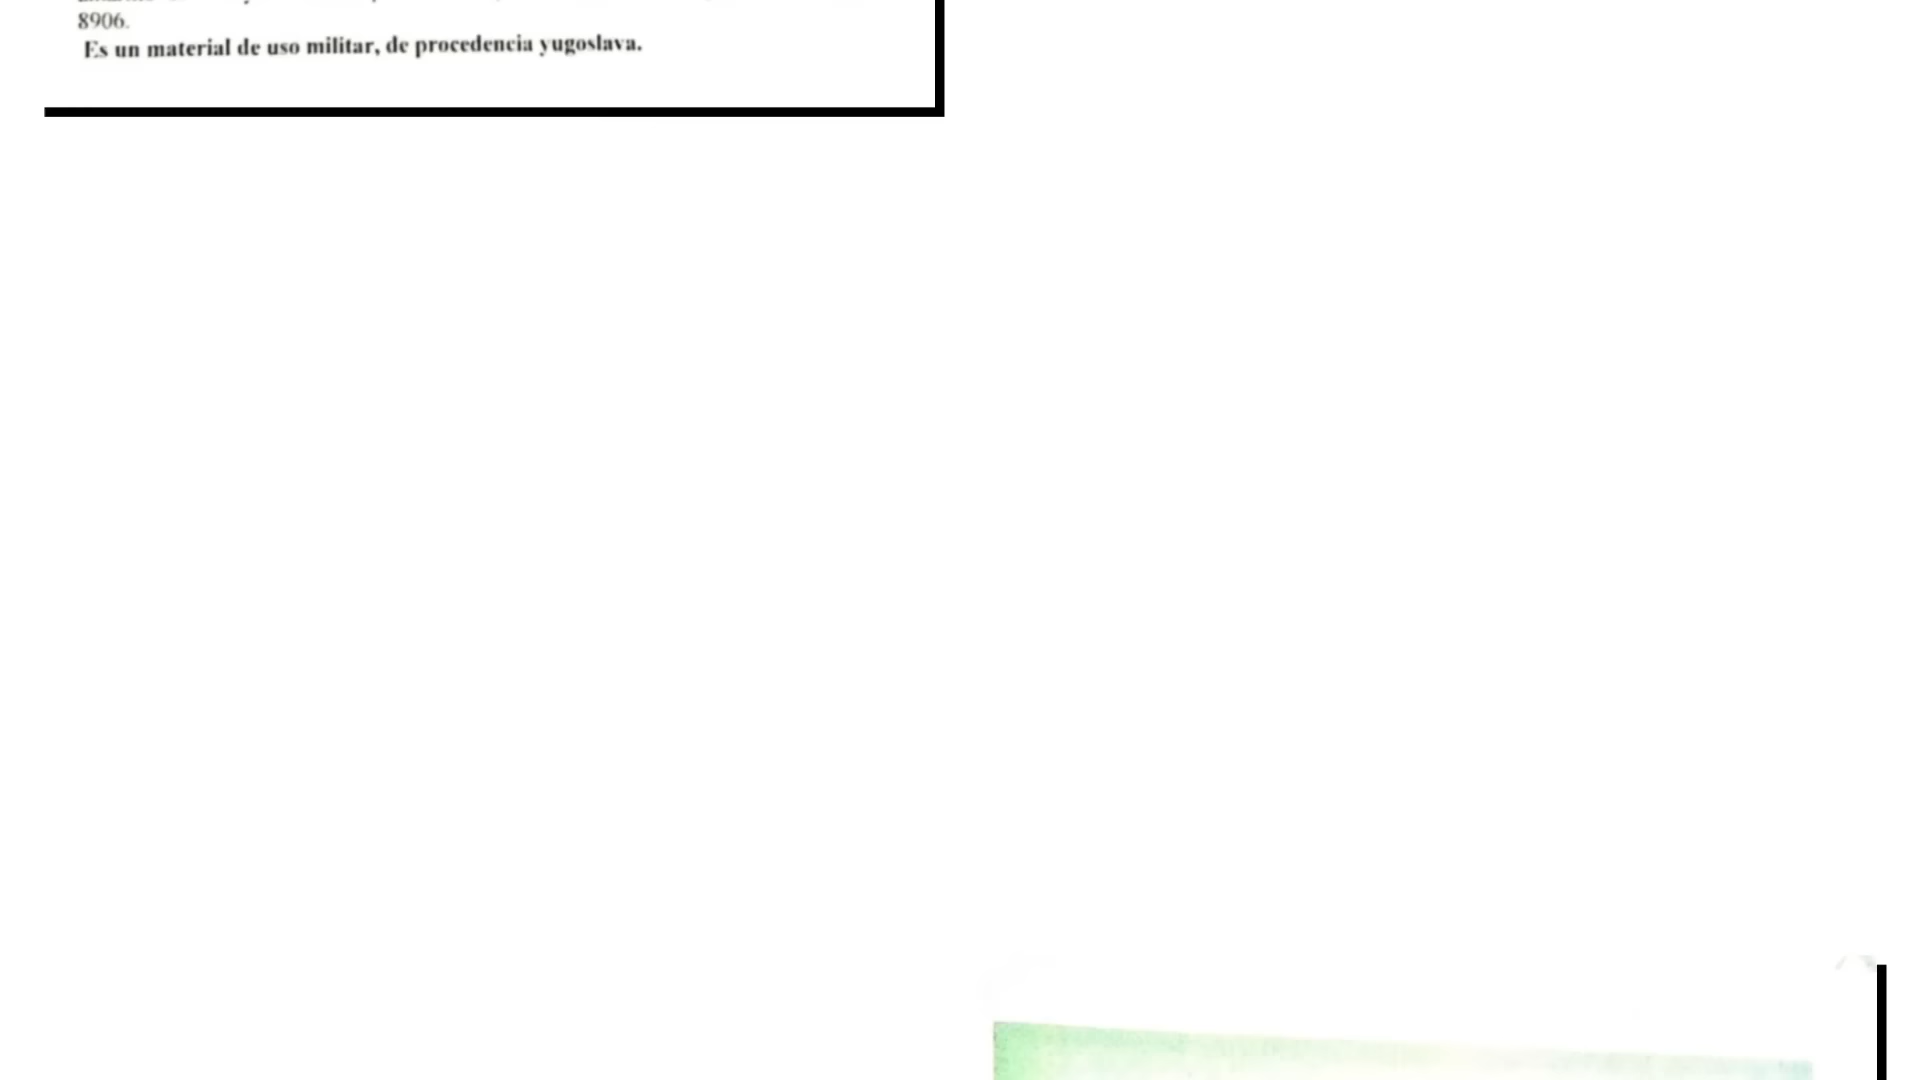 8906.
Es un material de uso militar, de procedencia yugoslava.